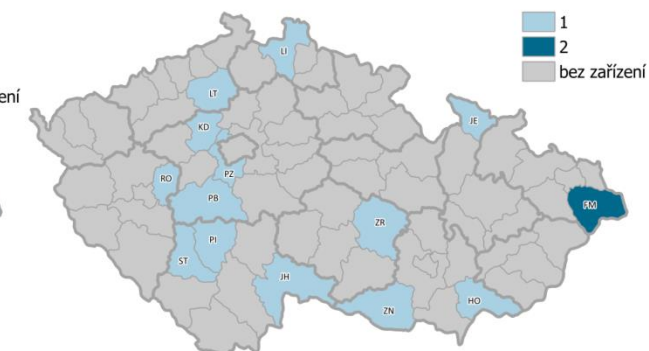 1
2
bez zařízení
ení
LI
LT
KD
JE
RO
PZ
PB
FM
ZR
PI
ST
JH
ZN
HO